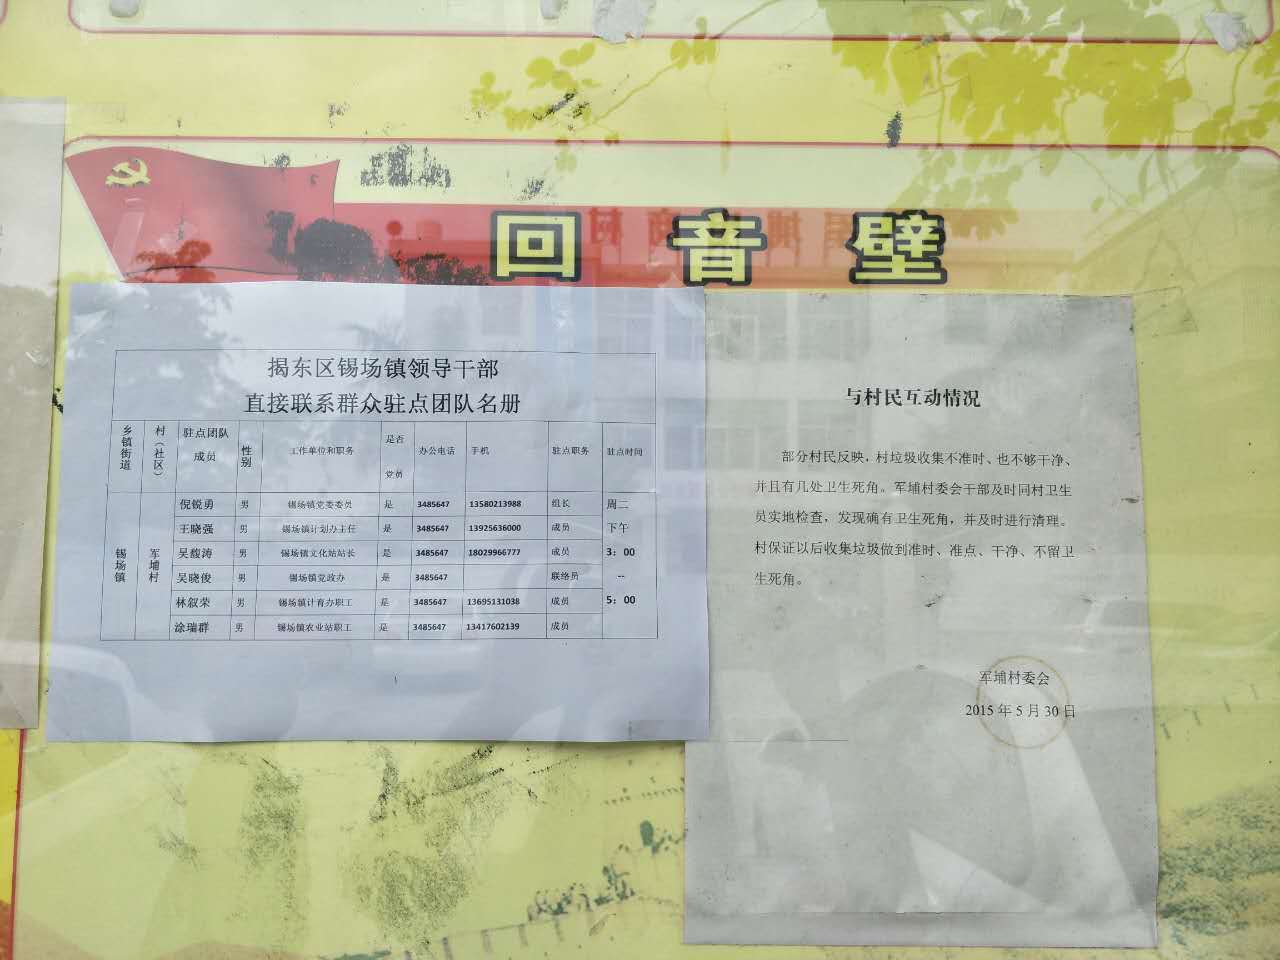 回音壁
揭东区锡场镇领导干部
直接联系群众驻点团队名册
乡镇街道 村（社区） 驻点团队成员 性别 工作单位和职务 是否党员 办公电话 手机 驻点职务 驻点时间
锡场镇 军埔村 倪锐勇 男 锡场镇党委委员 是 3485647 13580213988 组长 周二
王晓强 男 锡场镇计划办主任 是 3485647 13925636000 成员 下午
吴馥涛 男 锡场镇文化站站长 是 3485647 18029966777 成员 3：00
吴晓俊 男 锡场镇党政办 是 3485647 联络员 --
林叙荣 男 锡场镇计育办职工 是 3485647 13695131038 成员 5：00
涂瑞群 男 锡场镇农业站职工 是 3485647 13417602139 成员
与村民互动情况
部分村民反映，村垃圾收集不准时、也不够干净、
并且有几处卫生死角。军埔村委会干部及时同村卫生
员实地检查，发现确有卫生死角，并及时进行清理。
村保证以后收集垃圾做到准时、准点、干净、不留卫
生死角。
军埔村委会
2015年5月30日